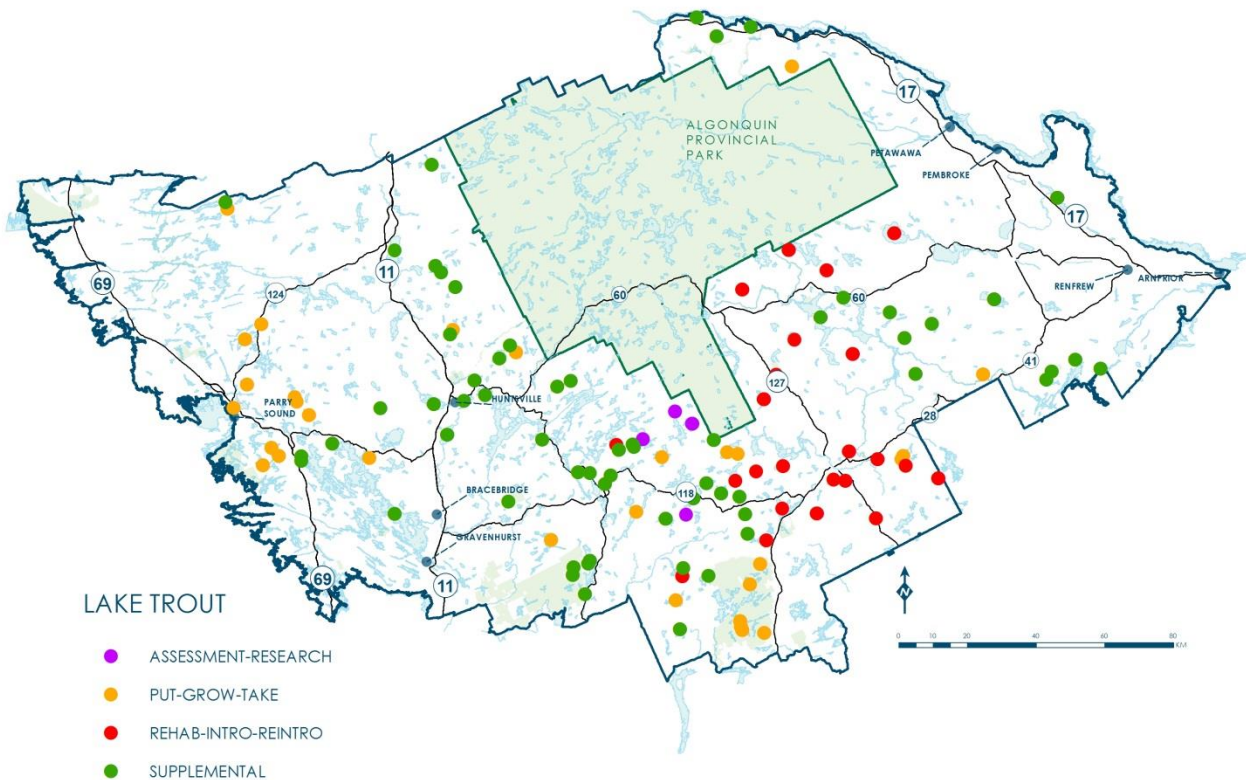 17
ALGONQUIN
PROVINCIAL
PARK
PETAWAWA
PEMBROKE
17
69
11
124
60
60
RENFREW
ARNPRIOR
41
127
28
HUNTSVILLE
PARRY
SOUND
118
BRACEBRIDGE
GRAVENHURST
69
11
N
0 20 40 60 80
KM
LAKE TROUT
ASSESSMENT-RESEARCH
PUT-GROW-TAKE
REHAB-INTRO-REINTRO
SUPPLEMENTAL